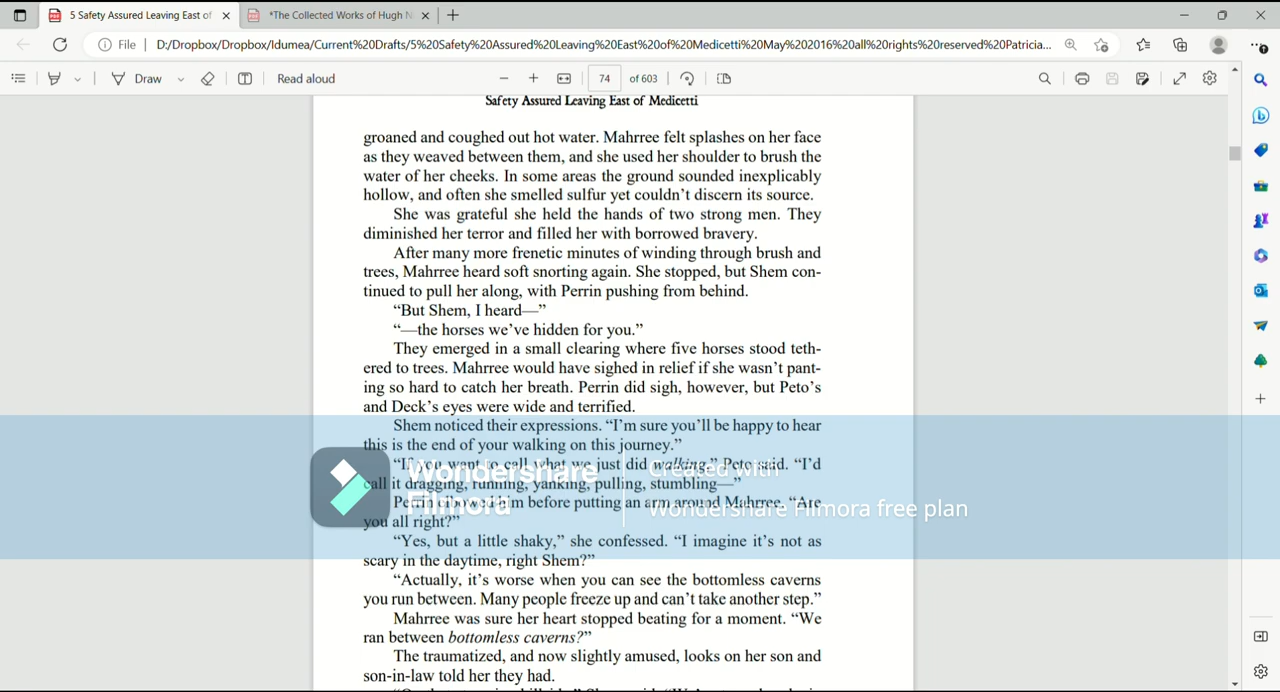 5 Safety Assured Leaving East of
*The Collected Works of Hugh N
File
D:/Dropbox/Dropbox/Idumea/Current%20Drafts/5%20Safety%20Assured%20Leaving%20East%20of%20Medicetti%20May%202016%20all%20rights%20reserved%20Patricia...
Draw
Read aloud
74
of 603
Safety Assured Leaving East of Medicetti
groaned and coughed out hot water. Mahrree felt splashes on her face
as they weaved between them, and she used her shoulder to brush the
water of her cheeks. In some areas the ground sounded inexplicably
hollow, and often she smelled sulfur yet couldn’t discern its source.
She was grateful she held the hands of two strong men. They
diminished her terror and filled her with borrowed bravery.
After many more frenetic minutes of winding through brush and
trees, Mahrree heard soft snorting again. She stopped, but Shem con-
tinued to pull her along, with Perrin pushing from behind.
“But Shem, I heard—”
“—the horses we’ve hidden for you.”
They emerged in a small clearing where five horses stood teth-
ered to trees. Mahrree would have sighed in relief if she wasn’t pant-
ing so hard to catch her breath. Perrin did sigh, however, but Peto’s
and Deck’s eyes were wide and terrified.
Shem noticed their expressions. “I’m sure you’ll be happy to hear
this is the end of your walking on this journey.”
“If you want to call what we just did walking,” Peto said. “I’d
call it dragging, running, yanking, pulling, stumbling—”
Perrin elbowed him before putting an arm around Mahrree. “Are
you all right?”
Wondershare
Filmora
Created with
Wondershare Filmora free plan
“Yes, but a little shaky,” she confessed. “I imagine it’s not as
scary in the daytime, right Shem?”
“Actually, it’s worse when you can see the bottomless caverns
you run between. Many people freeze up and can’t take another step.”
Mahrree was sure her heart stopped beating for a moment. “We
ran between bottomless caverns?”
The traumatized, and now slightly amused, looks on her son and
son-in-law told her they had.